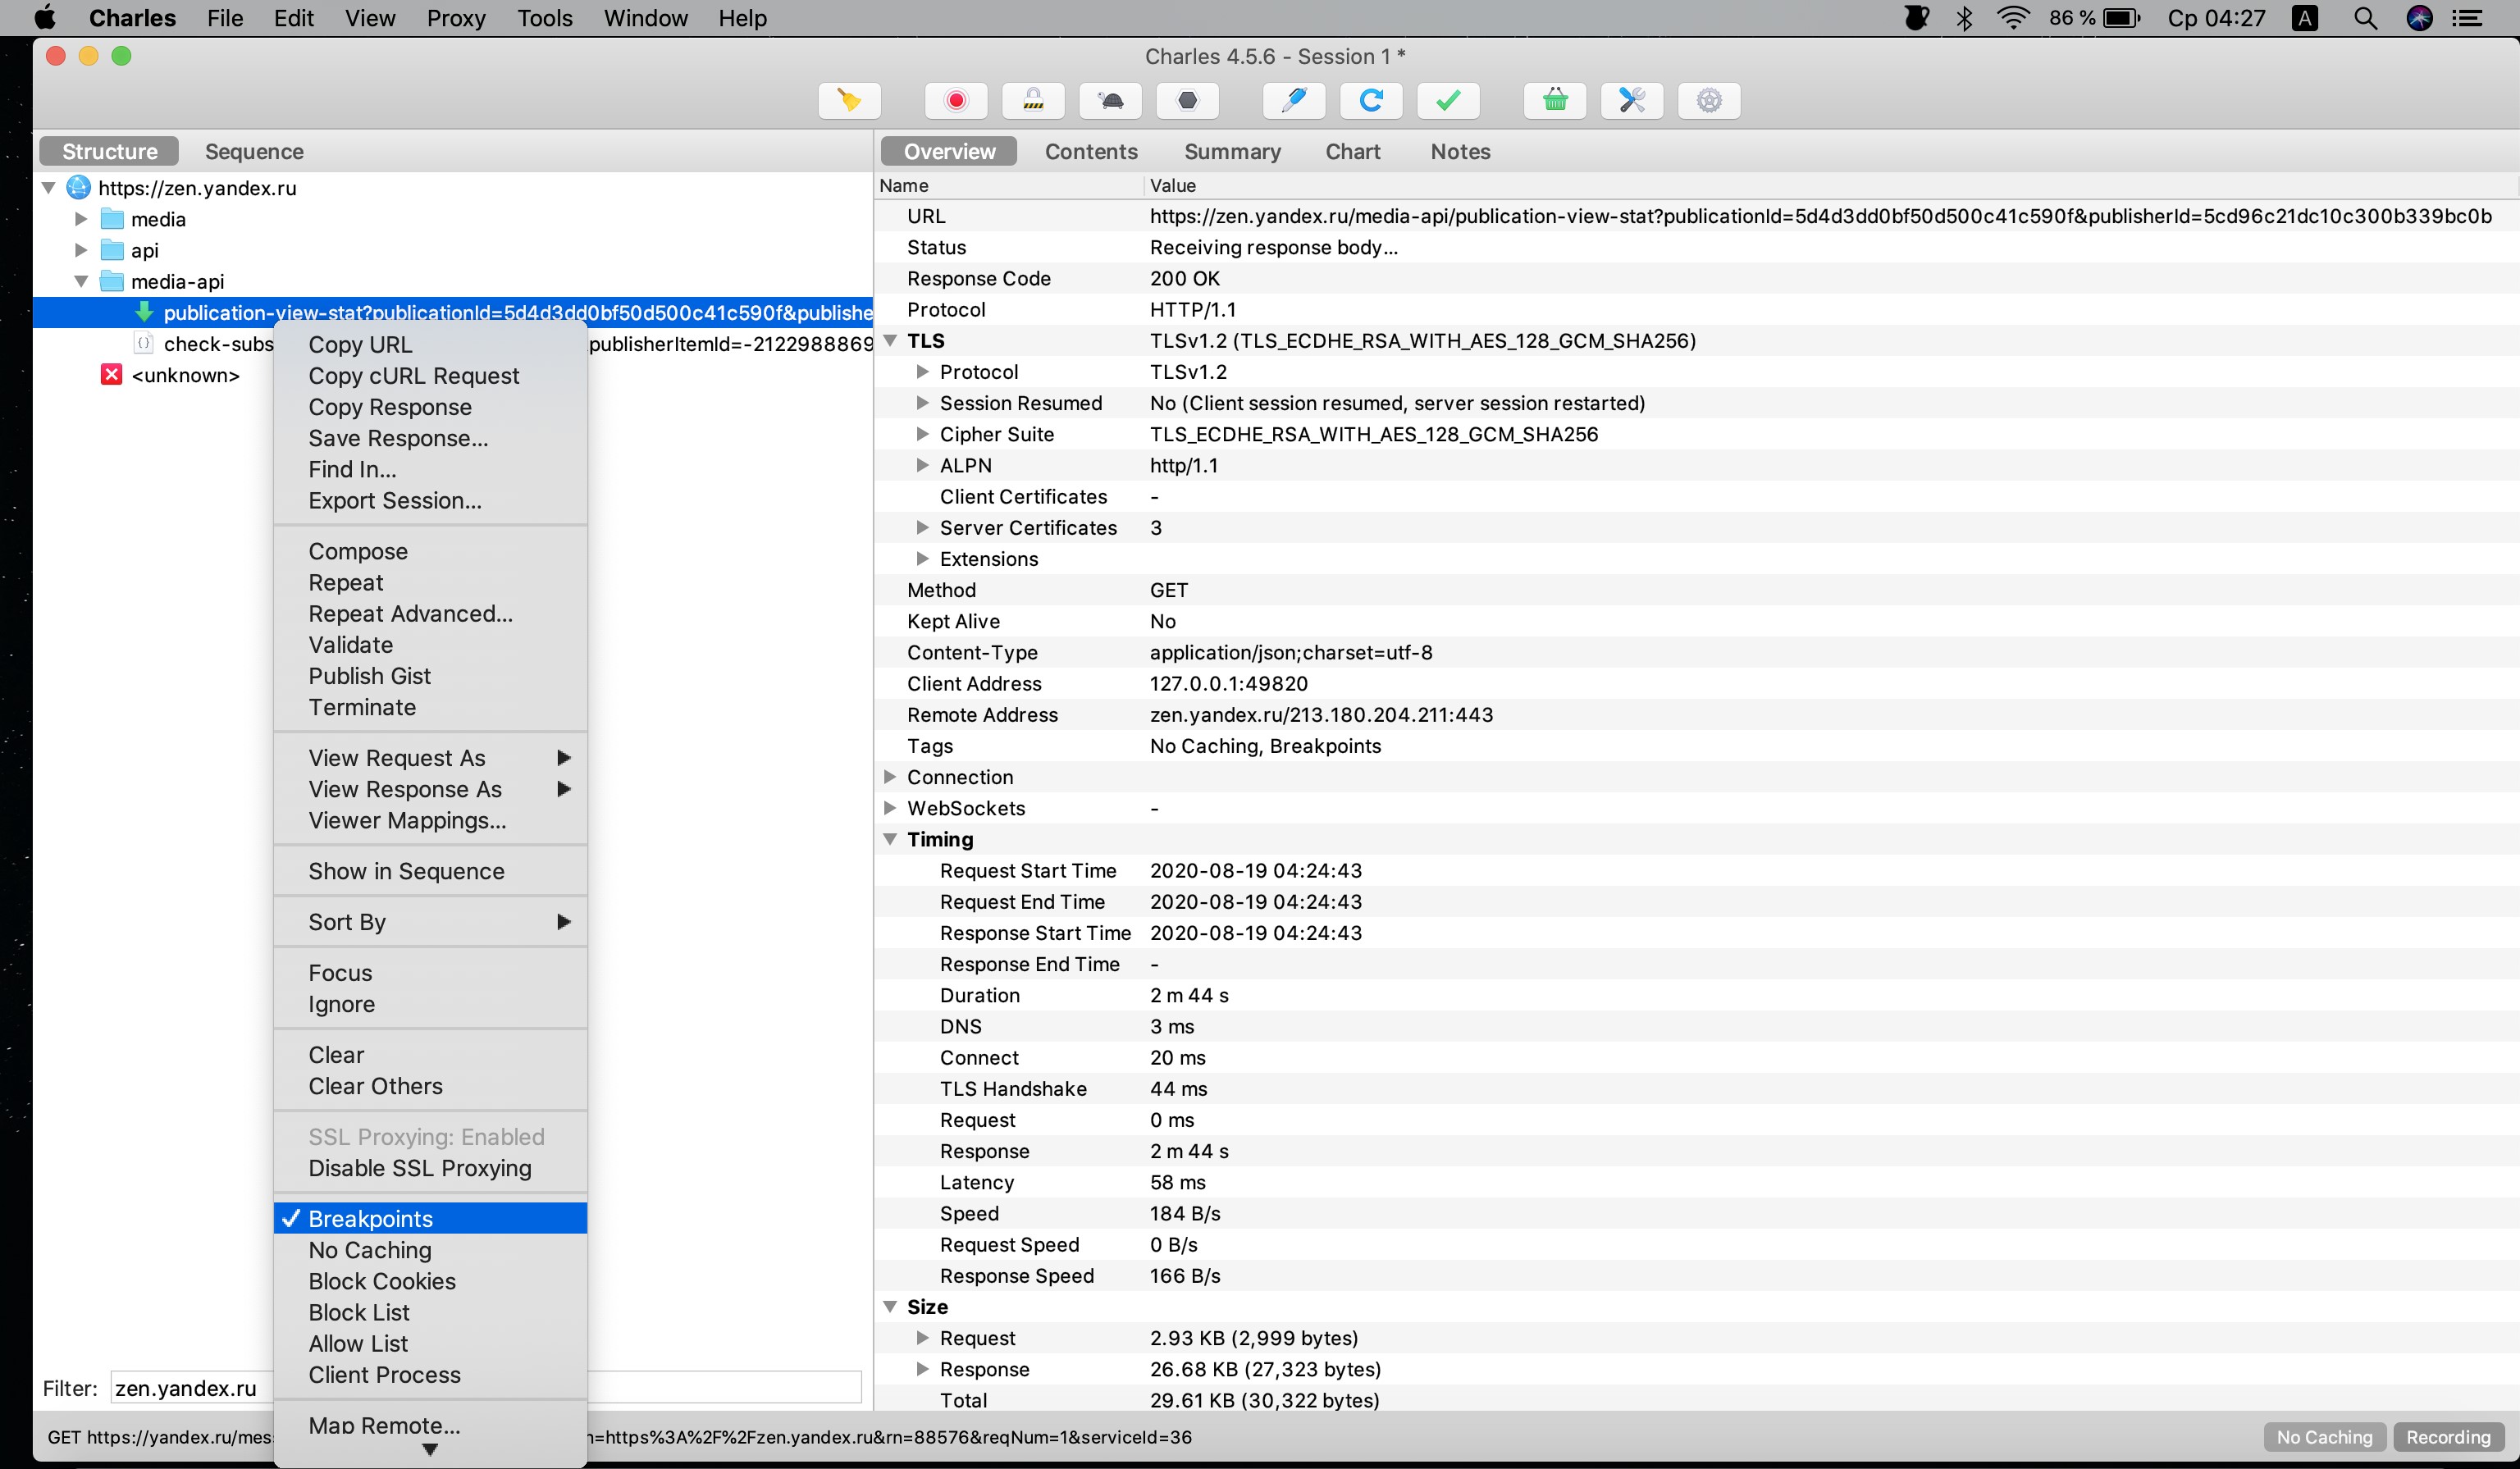 Charles File Edit View Proxy Tools Window Help 86 % Ср 04:27 A
Charles 4.5.6 - Session 1 *
Structure Sequence
https://zen.yandex.ru
media
api
media-api
publication-view-stat?publicationId=5d4d3dd0bf50d500c41c590f&publishe
check-subs publisherItemId=-2122988869
<unknown>
Copy URL
Copy cURL Request
Copy Response
Save Response...
Find In...
Export Session...
Compose
Repeat
Repeat Advanced...
Validate
Publish Gist
Terminate
View Request As
View Response As
Viewer Mappings...
Show in Sequence
Sort By
Focus
Ignore
Clear
Clear Others
SSL Proxying: Enabled
Disable SSL Proxying
✓ Breakpoints
No Caching
Block Cookies
Block List
Allow List
Client Process
Map Remote...
Filter: zen.yandex.ru
Overview Contents Summary Chart Notes
Name Value
URL https://zen.yandex.ru/media-api/publication-view-stat?publicationId=5d4d3dd0bf50d500c41c590f&publisherId=5cd96c21dc10c300b339bc0b
Status Receiving response body...
Response Code 200 OK
Protocol HTTP/1.1
TLS TLSv1.2 (TLS_ECDHE_RSA_WITH_AES_128_GCM_SHA256)
Protocol TLSv1.2
Session Resumed No (Client session resumed, server session restarted)
Cipher Suite TLS_ECDHE_RSA_WITH_AES_128_GCM_SHA256
ALPN http/1.1
Client Certificates -
Server Certificates 3
Extensions
Method GET
Kept Alive No
Content-Type application/json;charset=utf-8
Client Address 127.0.0.1:49820
Remote Address zen.yandex.ru/213.180.204.211:443
Tags No Caching, Breakpoints
Connection
WebSockets -
Timing
Request Start Time 2020-08-19 04:24:43
Request End Time 2020-08-19 04:24:43
Response Start Time 2020-08-19 04:24:43
Response End Time -
Duration 2 m 44 s
DNS 3 ms
Connect 20 ms
TLS Handshake 44 ms
Request 0 ms
Response 2 m 44 s
Latency 58 ms
Speed 184 B/s
Request Speed 0 B/s
Response Speed 166 B/s
Size
Request 2.93 KB (2,999 bytes)
Response 26.68 KB (27,323 bytes)
Total 29.61 KB (30,322 bytes)
GET https://yandex.ru/mes n=https%3A%2F%2Fzen.yandex.ru&rn=88576&reqNum=1&serviceId=36 No Caching Recording